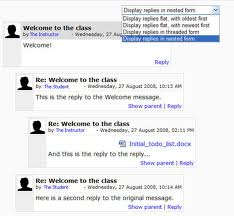 Display replies in nested form
Display replies flat, with oldest first
Display replies flat, with newest first
Display replies in threaded form
Display replies in nested form
Welcome to the class
by The Instructor - Wednesday, 27 August 2008,
Welcome!
Reply
Re: Welcome to the class
by The Student - Wednesday, 27 August 2008, 10:13 AM
This is the reply to the Welcome message.
Show parent | Reply
Re: Welcome to the class
by The Instructor - Wednesday, 27 August 2008, 02:11 PM
Initial_todo_list.docx
And this is the reply to the reply...
Show parent | Reply
Re: Welcome to the class
by The Student - Wednesday, 27 August 2008, 10:14 AM
Here is a second reply to the original message.
Show parent | Reply